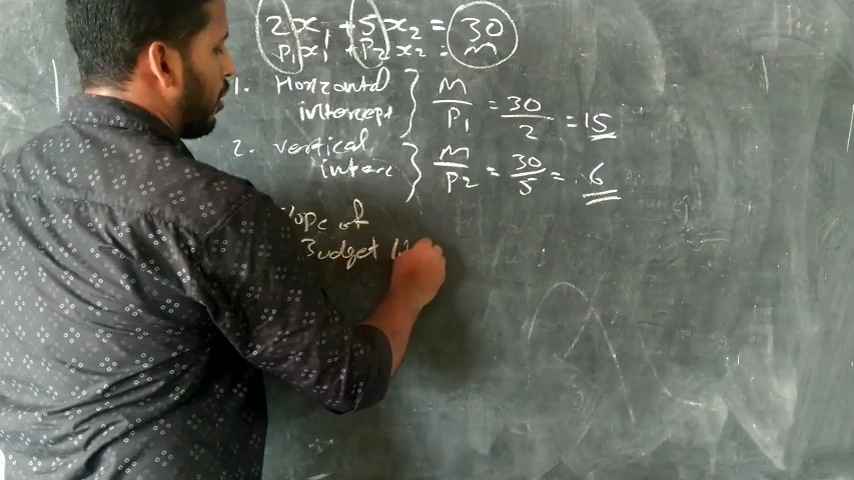 2x₁ + 5x₂ = 30
P₁x₁ + P₂x₂ = m
1. Horizontal intercept } M/P₁ = 30/2 = 15
2. vertical interc } M/P2 = 30/5 = 6
lope of
Budget li